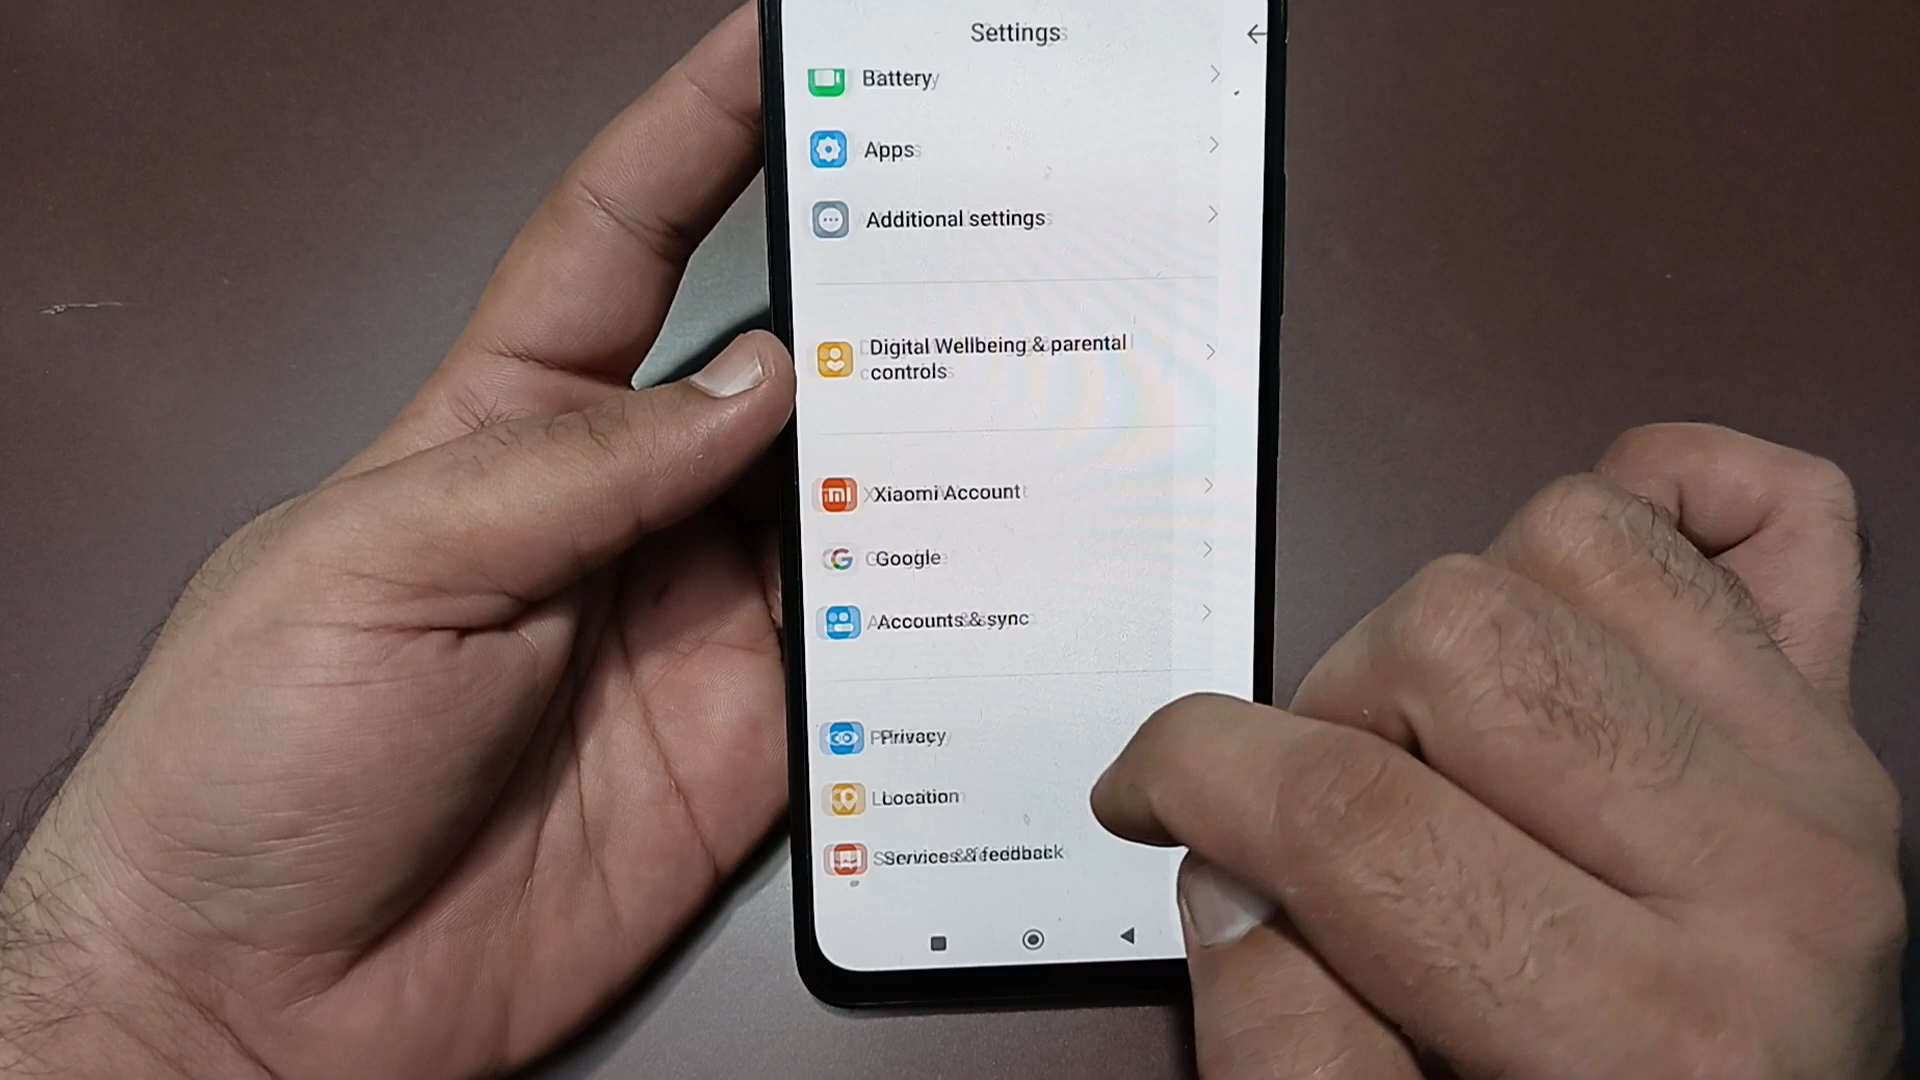 Settings
Battery
Apps
Additional settings
Digital Wellbeing & parental
controls
Xiaomi Account
Google
Accounts & sync
Privacy
Location
Services & feedback